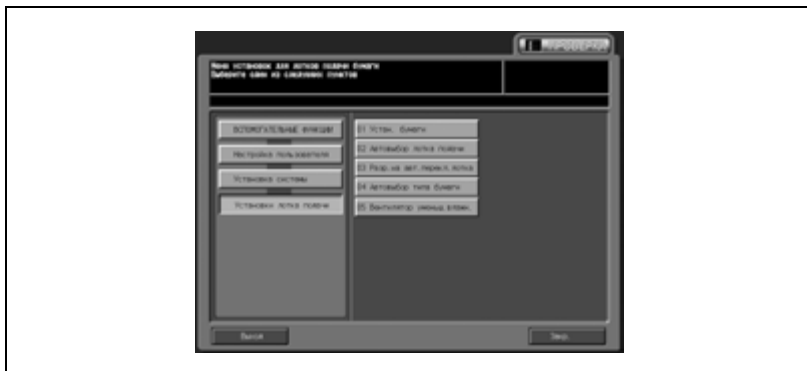 ПРОВЕРКА
Меню установок для лотков подачи бумаги
Выберите один из следующих пунктов
ВСПОМОГАТЕЛЬНЫЕ ФУНКЦИИ
Настройка пользователя
Установка системы
Установки лотка подачи
01 Устан. бумаги
02 Автовыбор лотка подачи
03 Разр.на авт.перекл.лотка
04 Автовыбор типа бумаги
05 Вентилятор уменьш.влажн.
Выход
Закр.